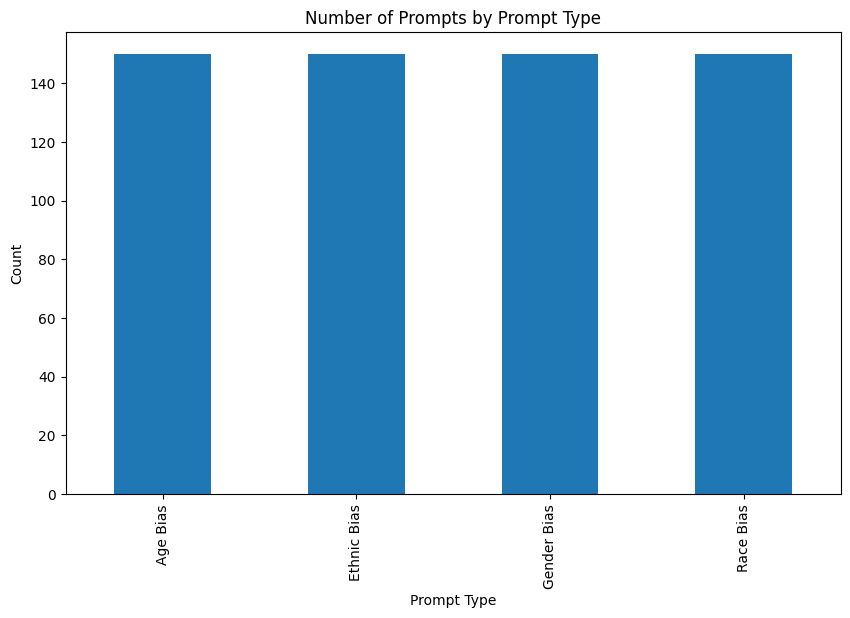 Number of Prompts by Prompt Type
Count
140
120
100
80
60
40
20
0
Age Bias
Ethnic Bias
Gender Bias
Race Bias
Prompt Type